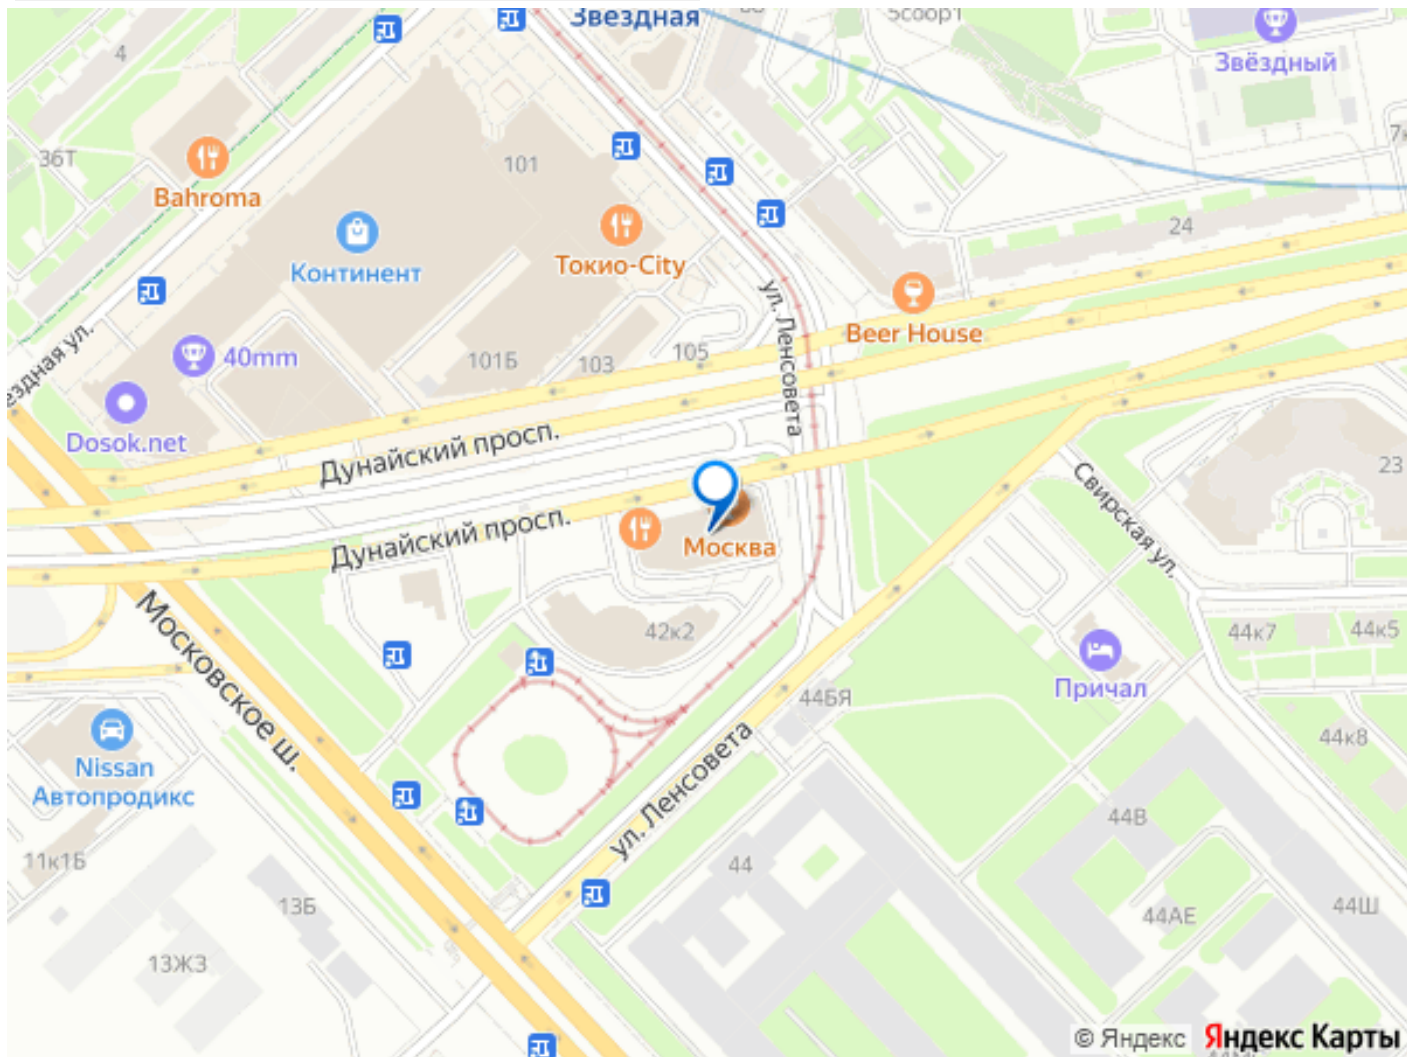 Звездная
5coop1
Звёздный
4
36Т
101
Bahroma
24
Континент
Токио-City
ул. Ленсовета
Beer House
40mm
101Б
103
105
Dosok.net
Дунайский просп.
23
Свирская ул.
Дунайский просп.
Москва
Московское ш.
42к2
44к7
44к5
Причал
44БЯ
44к8
Nissan
Автопродикс
ул. Ленсовета
44В
11к1Б
44
13Б
44АЕ
44Ш
13ЖЗ
© Яндекс Яндекс Карты